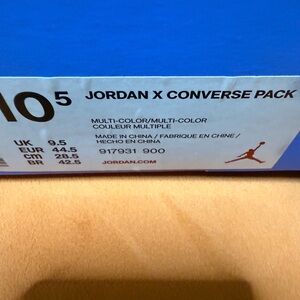 10⁵ JORDAN X CONVERSE PACK
MULTI-COLOR/MULTI-COLOR
COULEUR MULTIPLE
MADE IN CHINA / FABRIQUE EN CHINE /
HECHO EN CHINA
917931 900
JORDAN.COM
UK 9.5
EUR 44.5
CM 28.5
BR 42.5